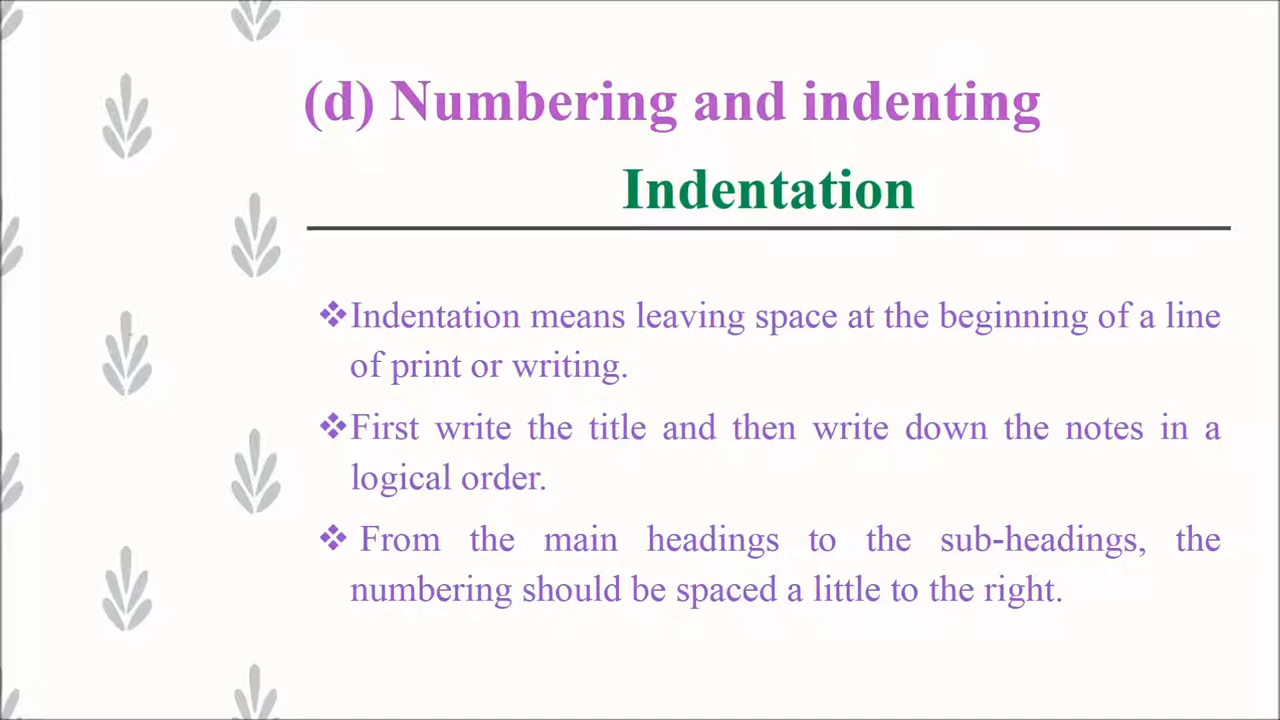 (d) Numbering and indenting
Indentation
❖Indentation means leaving space at the beginning of a line
of print or writing.
❖First write the title and then write down the notes in a
logical order.
❖ From the main headings to the sub-headings, the
numbering should be spaced a little to the right.